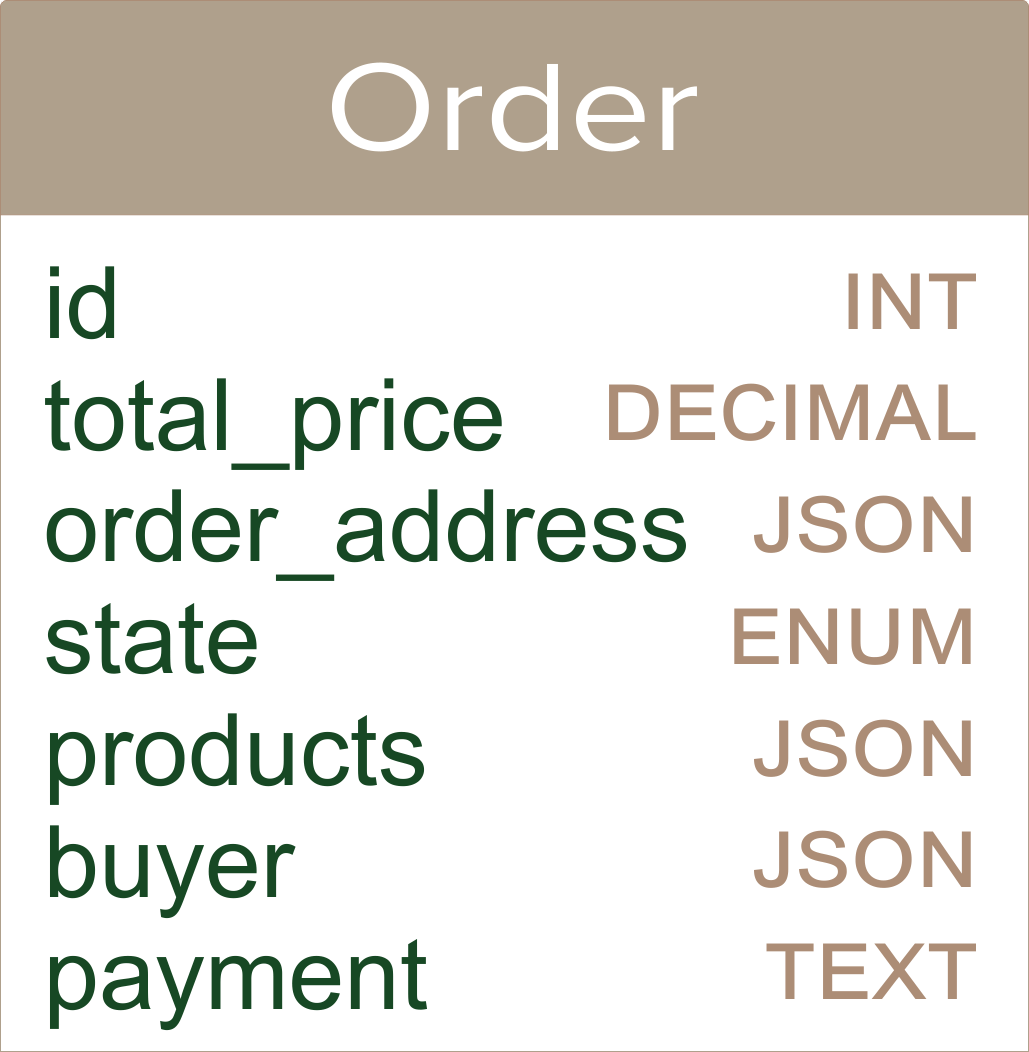 Order
id INT
total_price DECIMAL
order_address JSON
state ENUM
products JSON
buyer JSON
payment TEXT